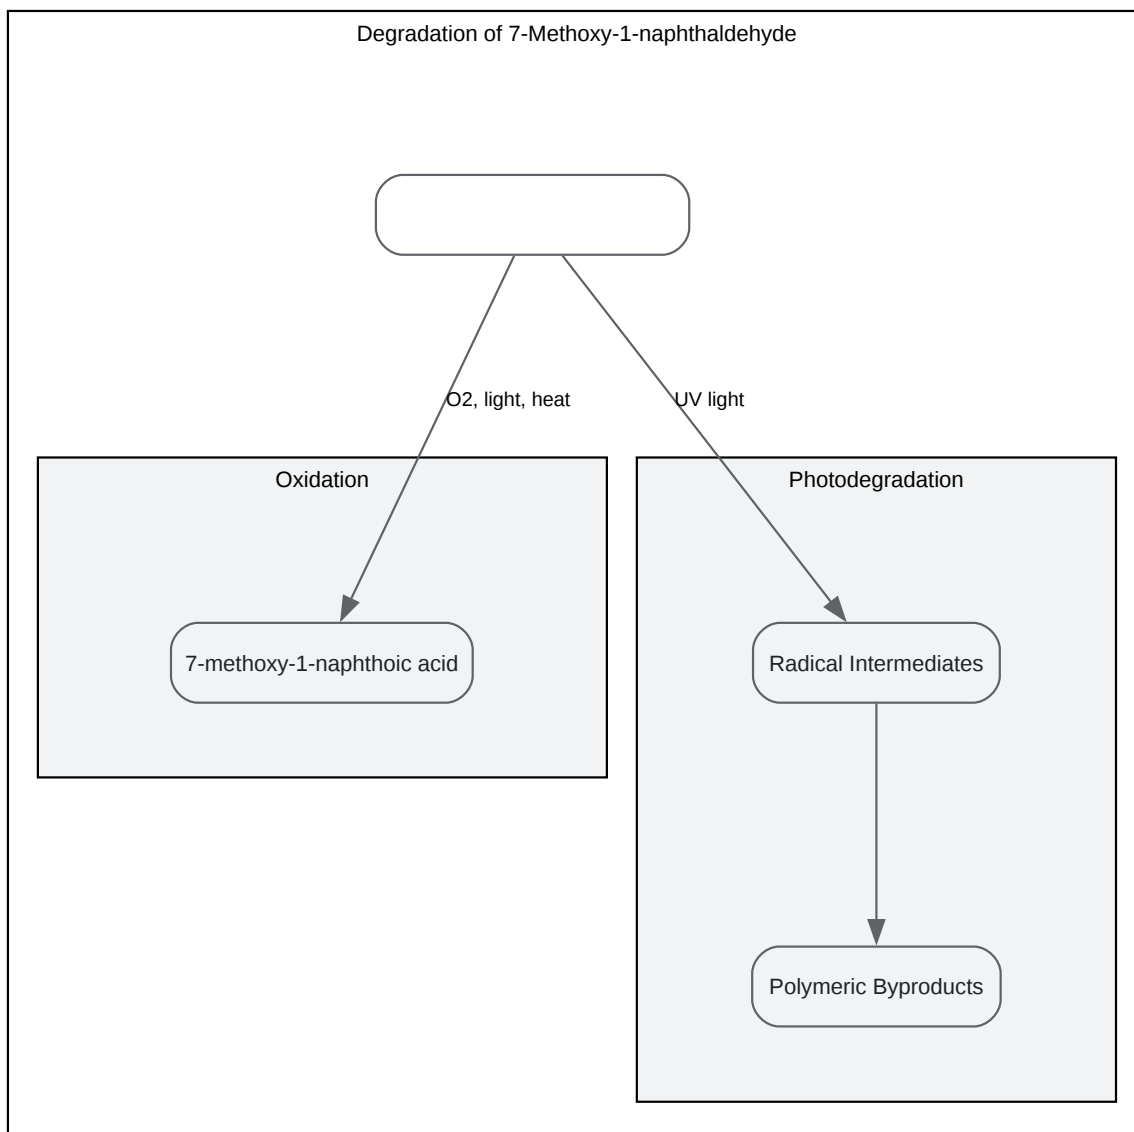 Degradation of 7-Methoxy-1-naphthaldehyde
O2, light, heat
UV light
Oxidation
Photodegradation
7-methoxy-1-naphthoic acid
Radical Intermediates
Polymeric Byproducts